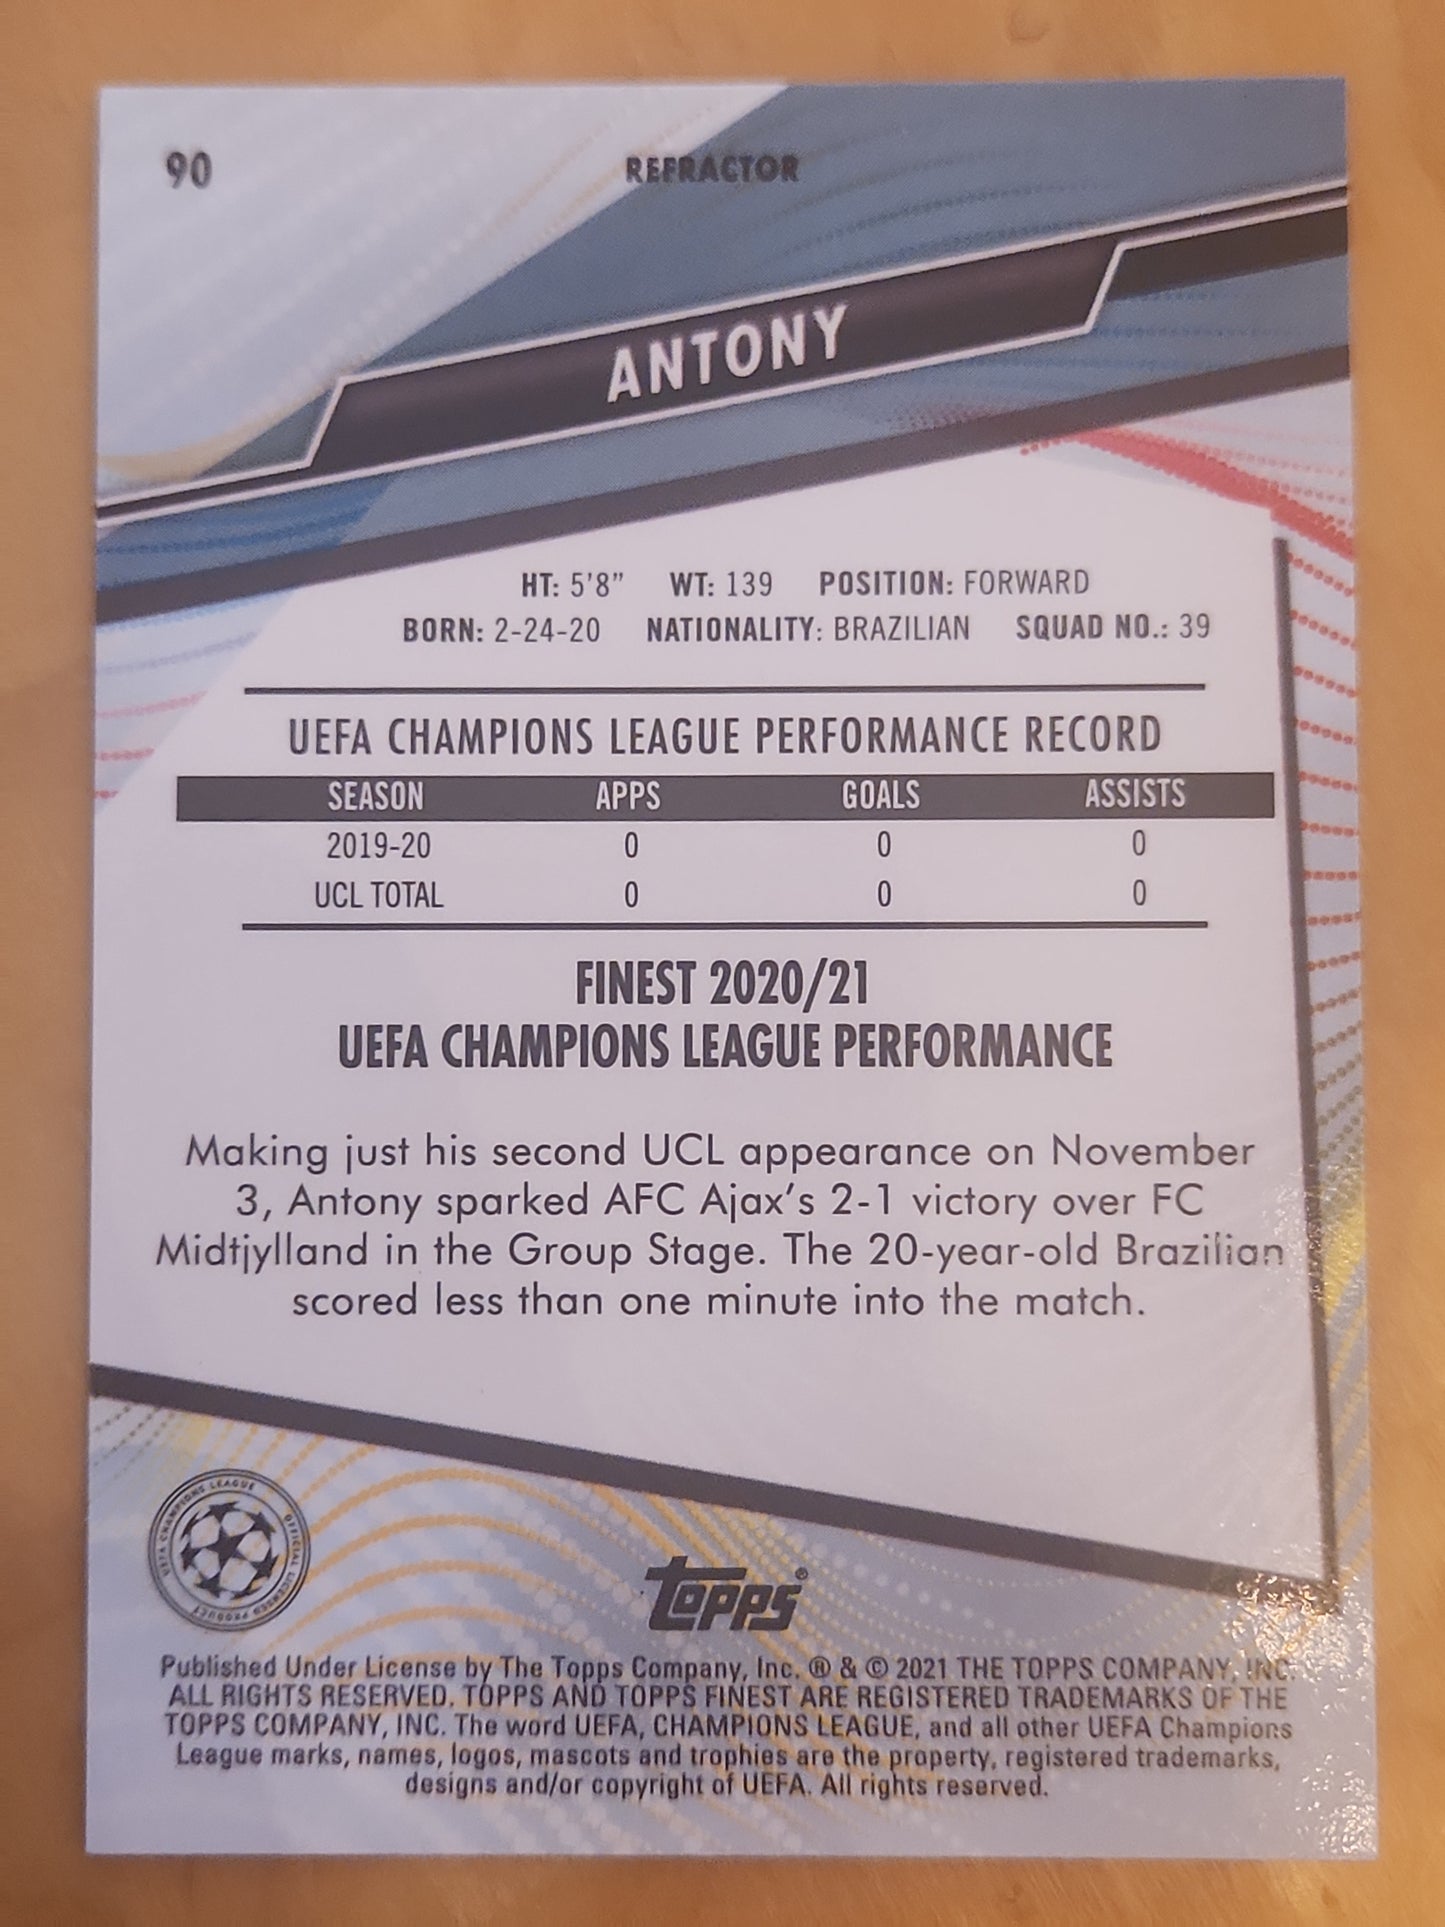 90
REFRACTOR
ANTONY
HT: 5'8" WT: 139 POSITION: FORWARD
BORN: 2-24-20 NATIONALITY: BRAZILIAN SQUAD NO.: 39
UEFA CHAMPIONS LEAGUE PERFORMANCE RECORD
SEASON APPS GOALS ASSISTS
2019-20 0 0 0
UCL TOTAL 0 0 0
FINEST 2020/21
UEFA CHAMPIONS LEAGUE PERFORMANCE
Making just his second UCL appearance on November
3, Antony sparked AFC Ajax's 2-1 victory over FC
Midtjylland in the Group Stage. The 20-year-old Brazilian
scored less than one minute into the match.
UEFA CHAMPIONS LEAGUE
OFFICIAL LICENSED PRODUCT
TOPPS®
Published Under License by The Topps Company, Inc. ® & © 2021 THE TOPPS COMPANY, INC.
ALL RIGHTS RESERVED. TOPPS AND TOPPS FINEST ARE REGISTERED TRADEMARKS OF THE
TOPPS COMPANY, INC. The word UEFA, CHAMPIONS LEAGUE, and all other UEFA Champions
League marks, names, logos, mascots and trophies are the property, registered trademarks,
designs and/or copyright of UEFA. All rights reserved.